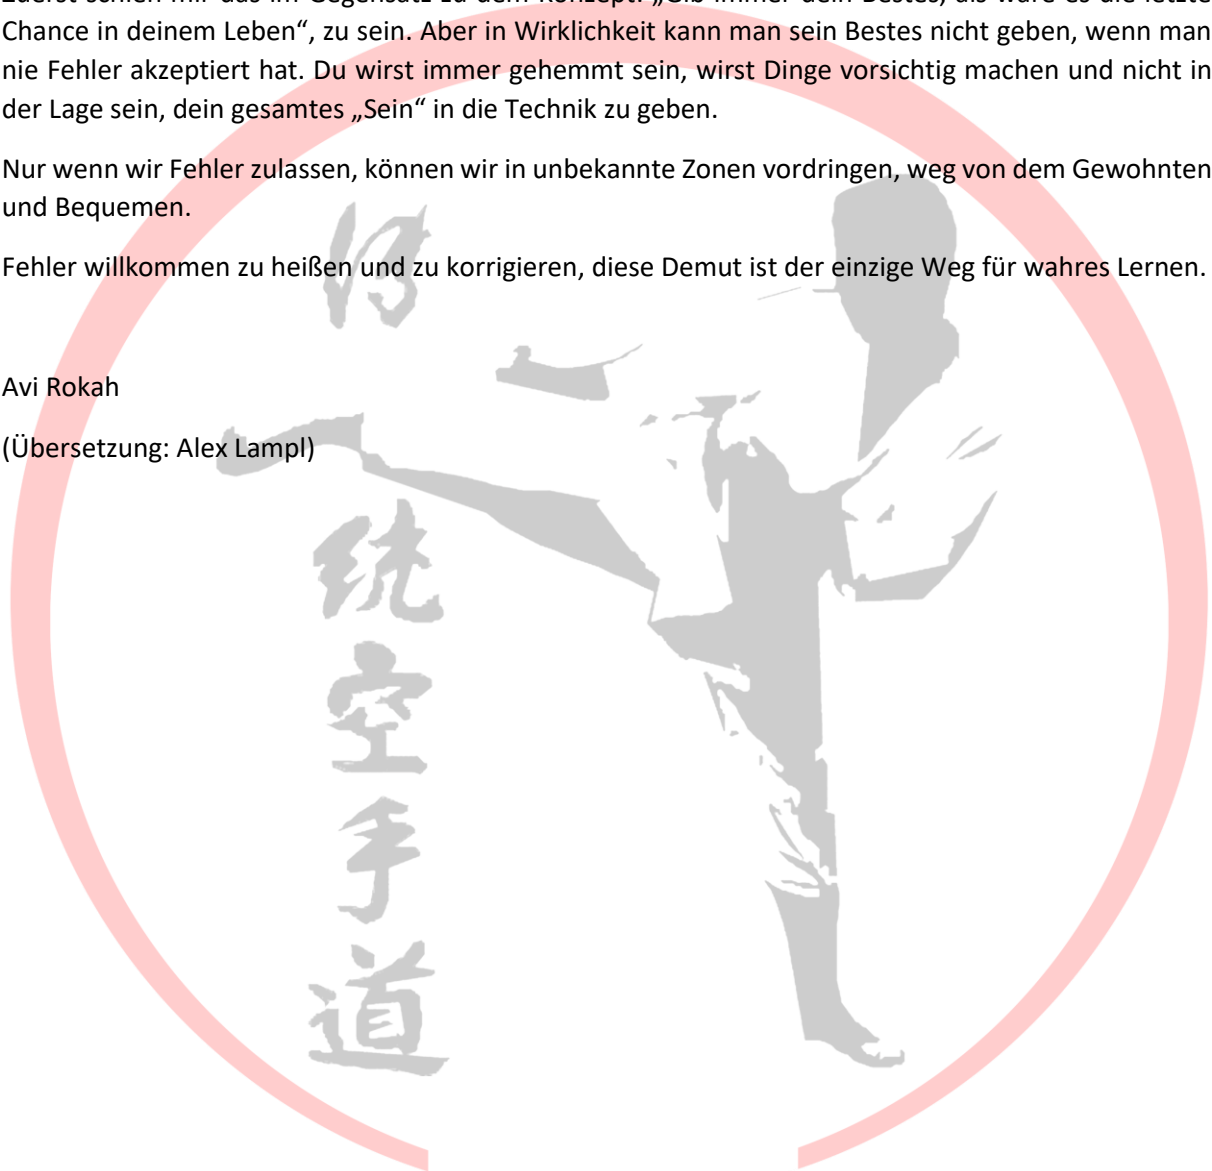 Zuerst schien mir das im Gegensatz zu dem Konzept: „Gib immer dein Bestes, als wäre es die letzte
Chance in deinem Leben“, zu sein. Aber in Wirklichkeit kann man sein Bestes nicht geben, wenn man
nie Fehler akzeptiert hat. Du wirst immer gehemmt sein, wirst Dinge vorsichtig machen und nicht in
der Lage sein, dein gesamtes „Sein“ in die Technik zu geben.
Nur wenn wir Fehler zulassen, können wir in unbekannte Zonen vordringen, weg von dem Gewohnten
und Bequemen.
Fehler willkommen zu heißen und zu korrigieren, diese Demut ist der einzige Weg für wahres Lernen.
Avi Rokah
(Übersetzung: Alex Lampl)
统空手道